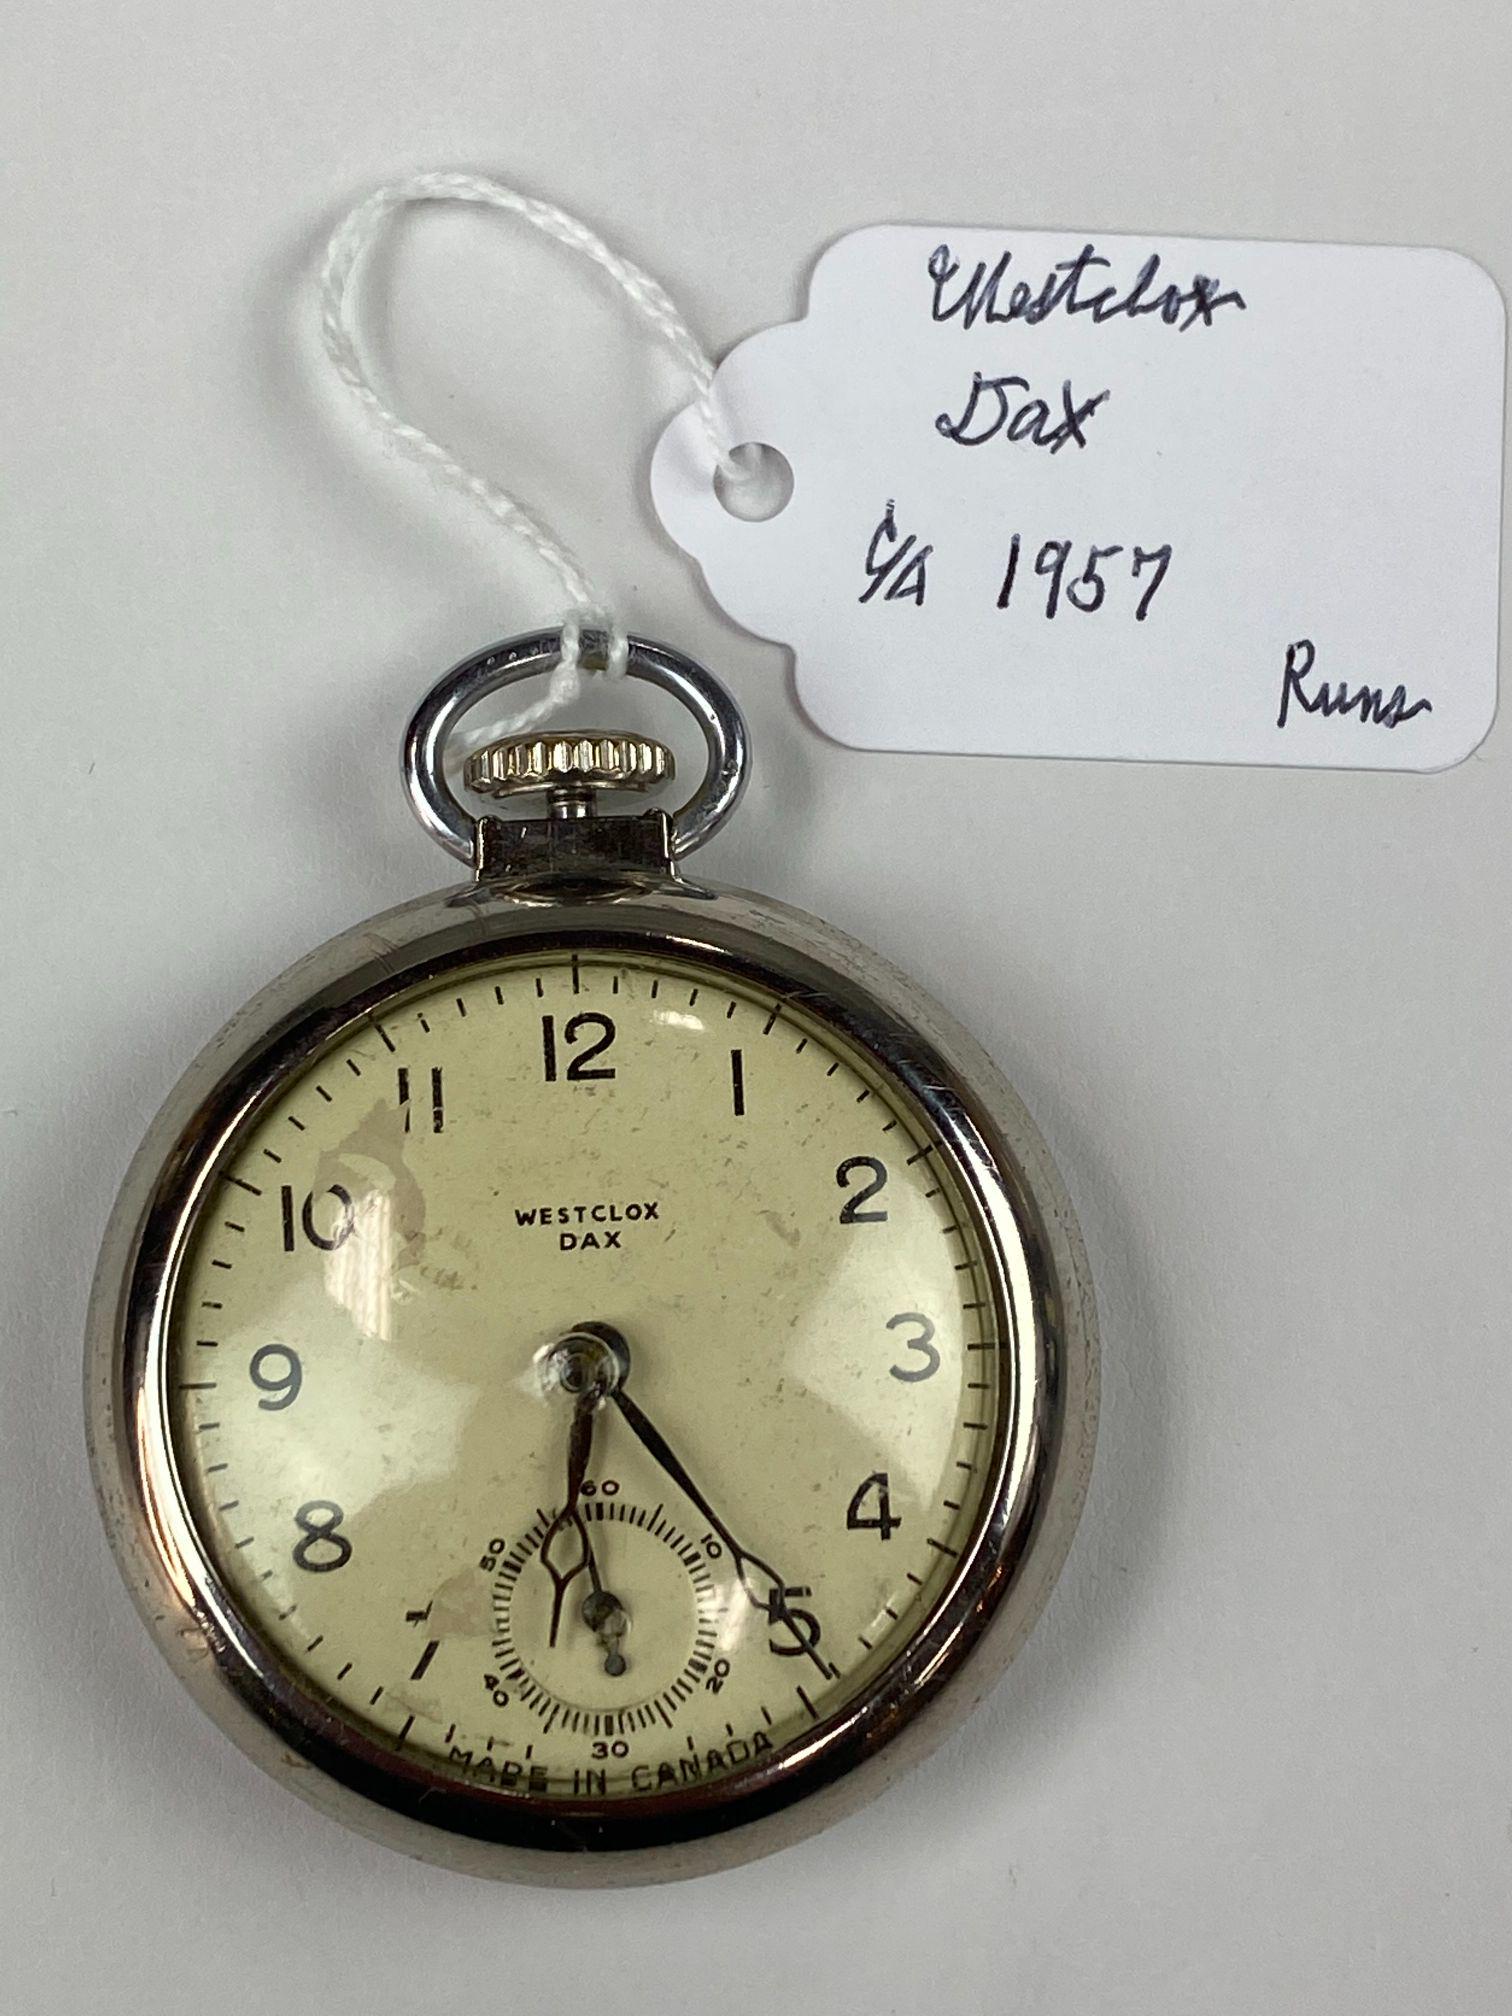 Westclox
Dax
C/A 1957
Runs
12
11
1
10
2
WESTCLOX
DAX
9
3
8
4
7
5
60
50
10
40
20
30
MADE IN CANADA